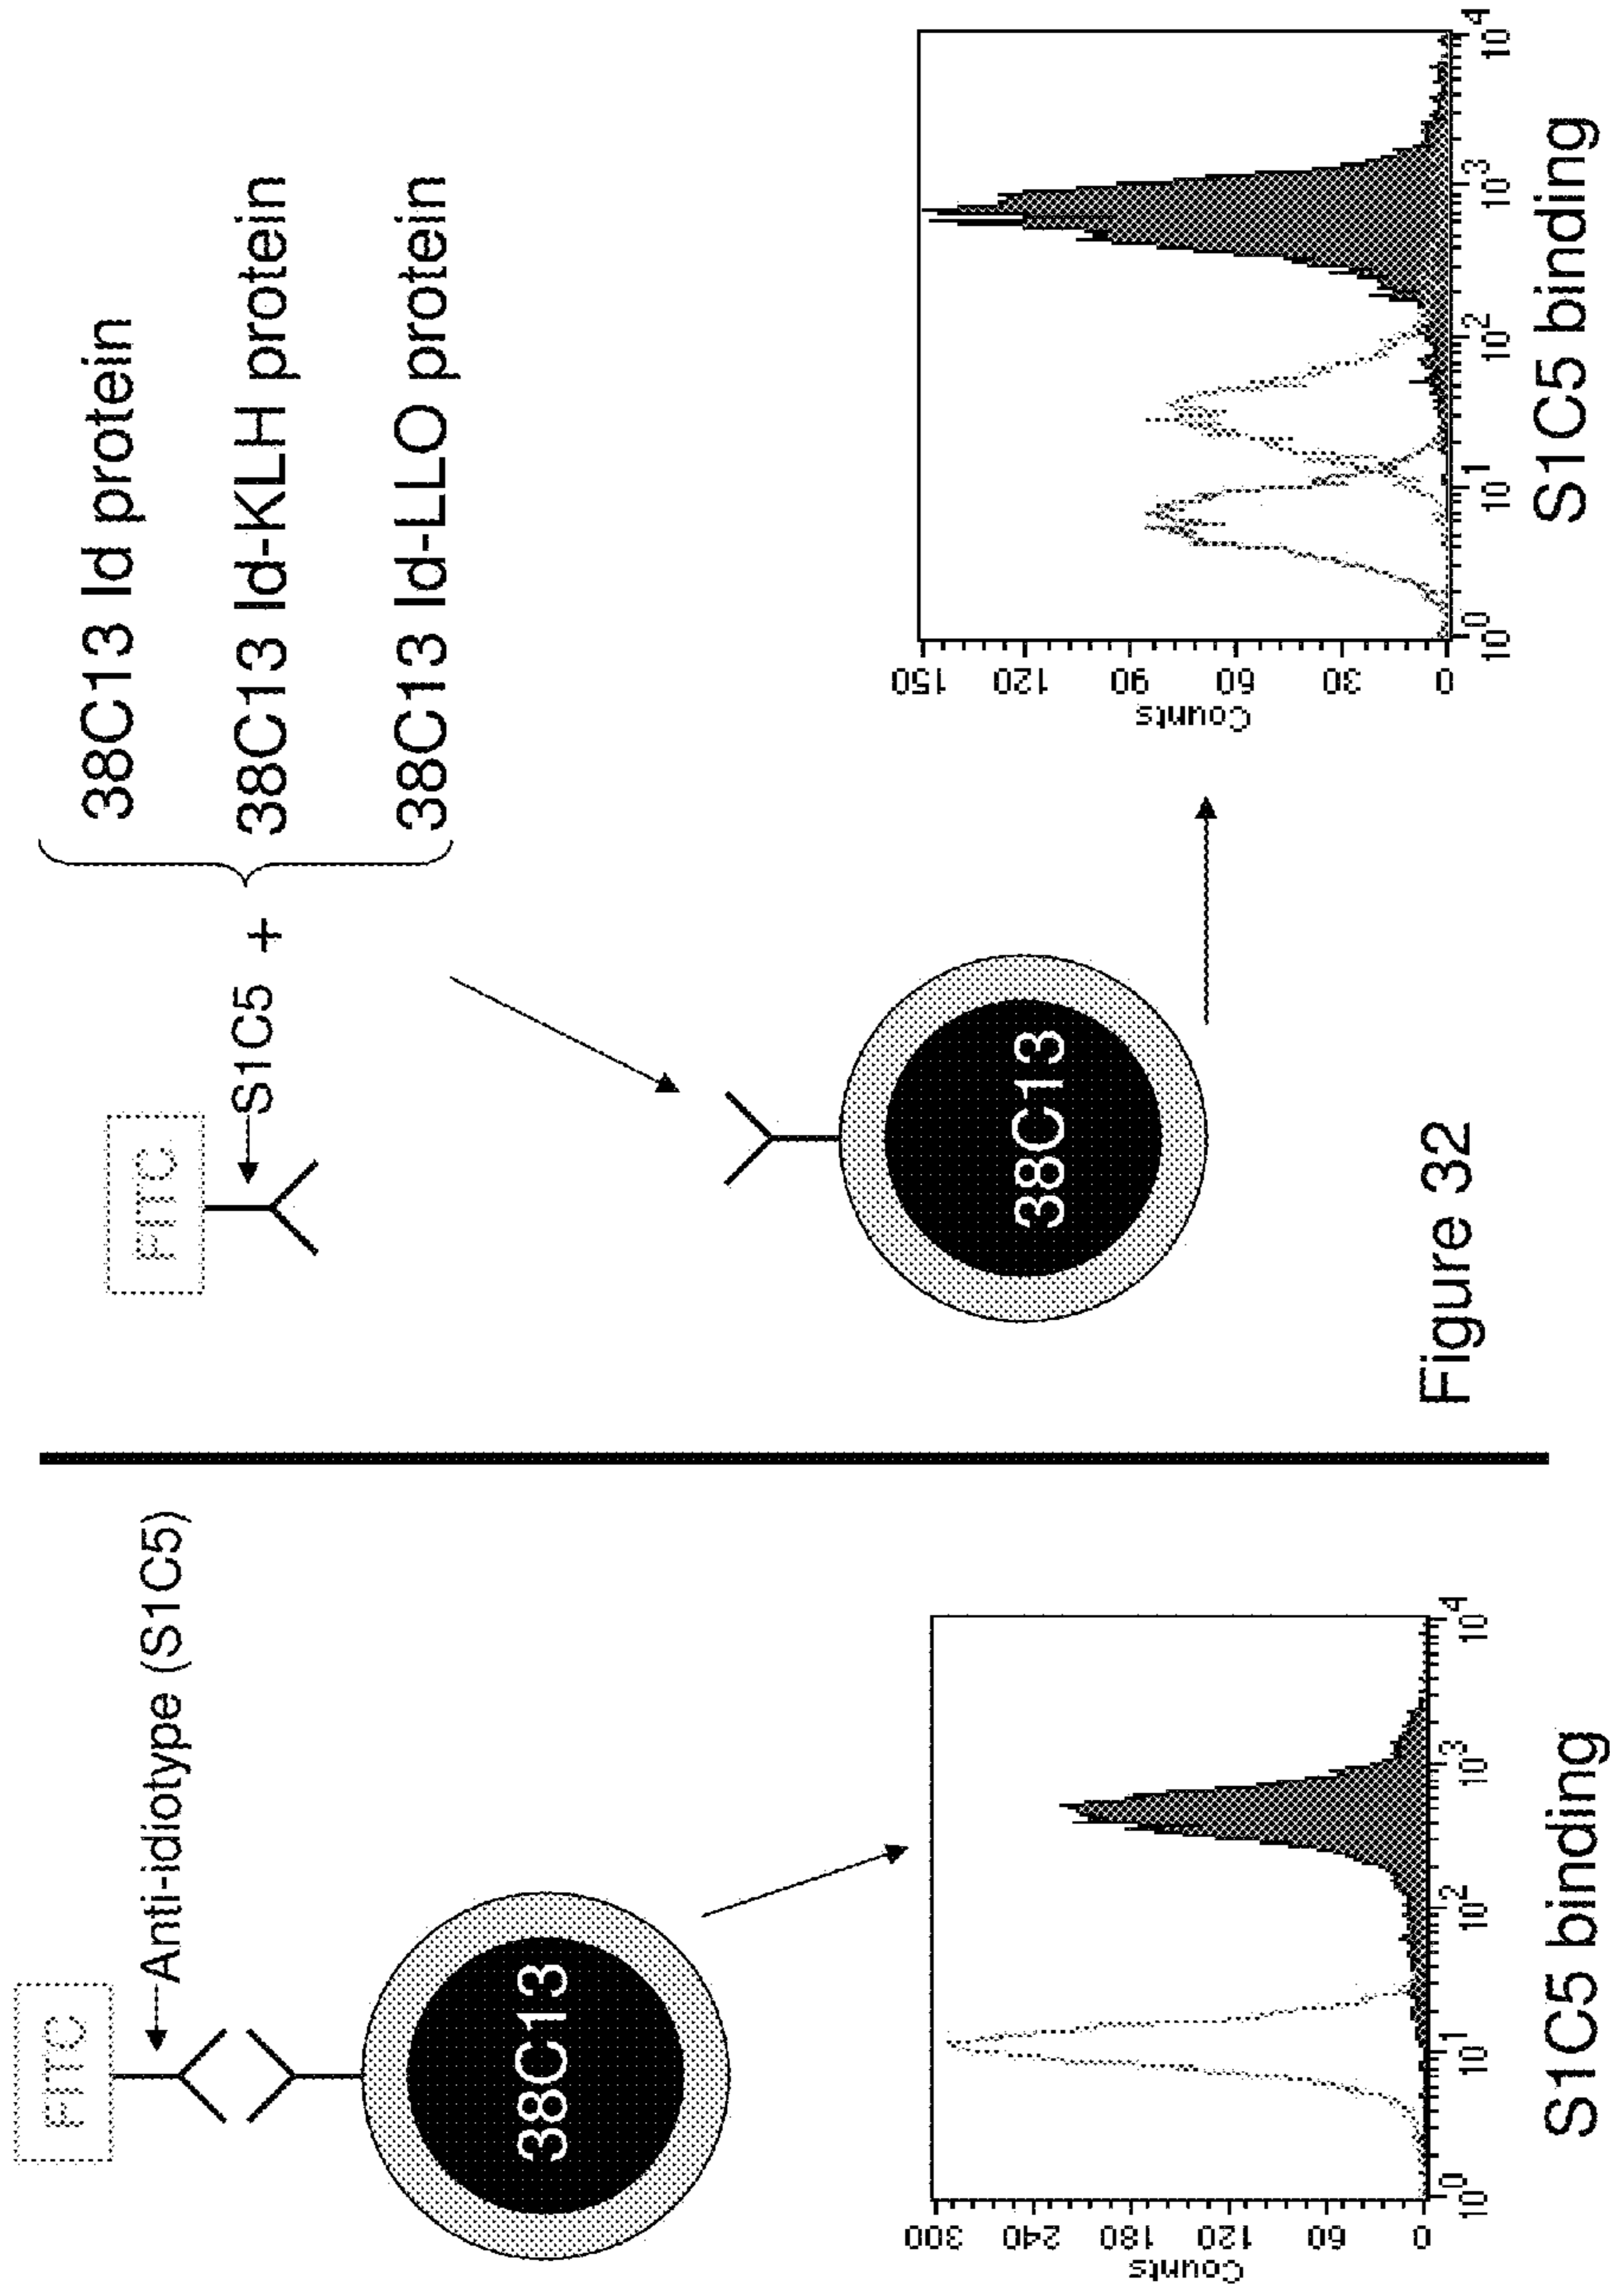 FITC
Anti-idiotype (S1C5)
38C13
Counts
300
240
180
120
60
0
10^0
10^1
10^2
10^3
10^4
S1C5 binding
FITC
S1C5 +
38C13 Id protein
38C13 Id-KLH protein
38C13 Id-LLO protein
38C13
Counts
150
120
90
60
30
0
10^0
10^1
10^2
10^3
10^4
S1C5 binding
Figure 32